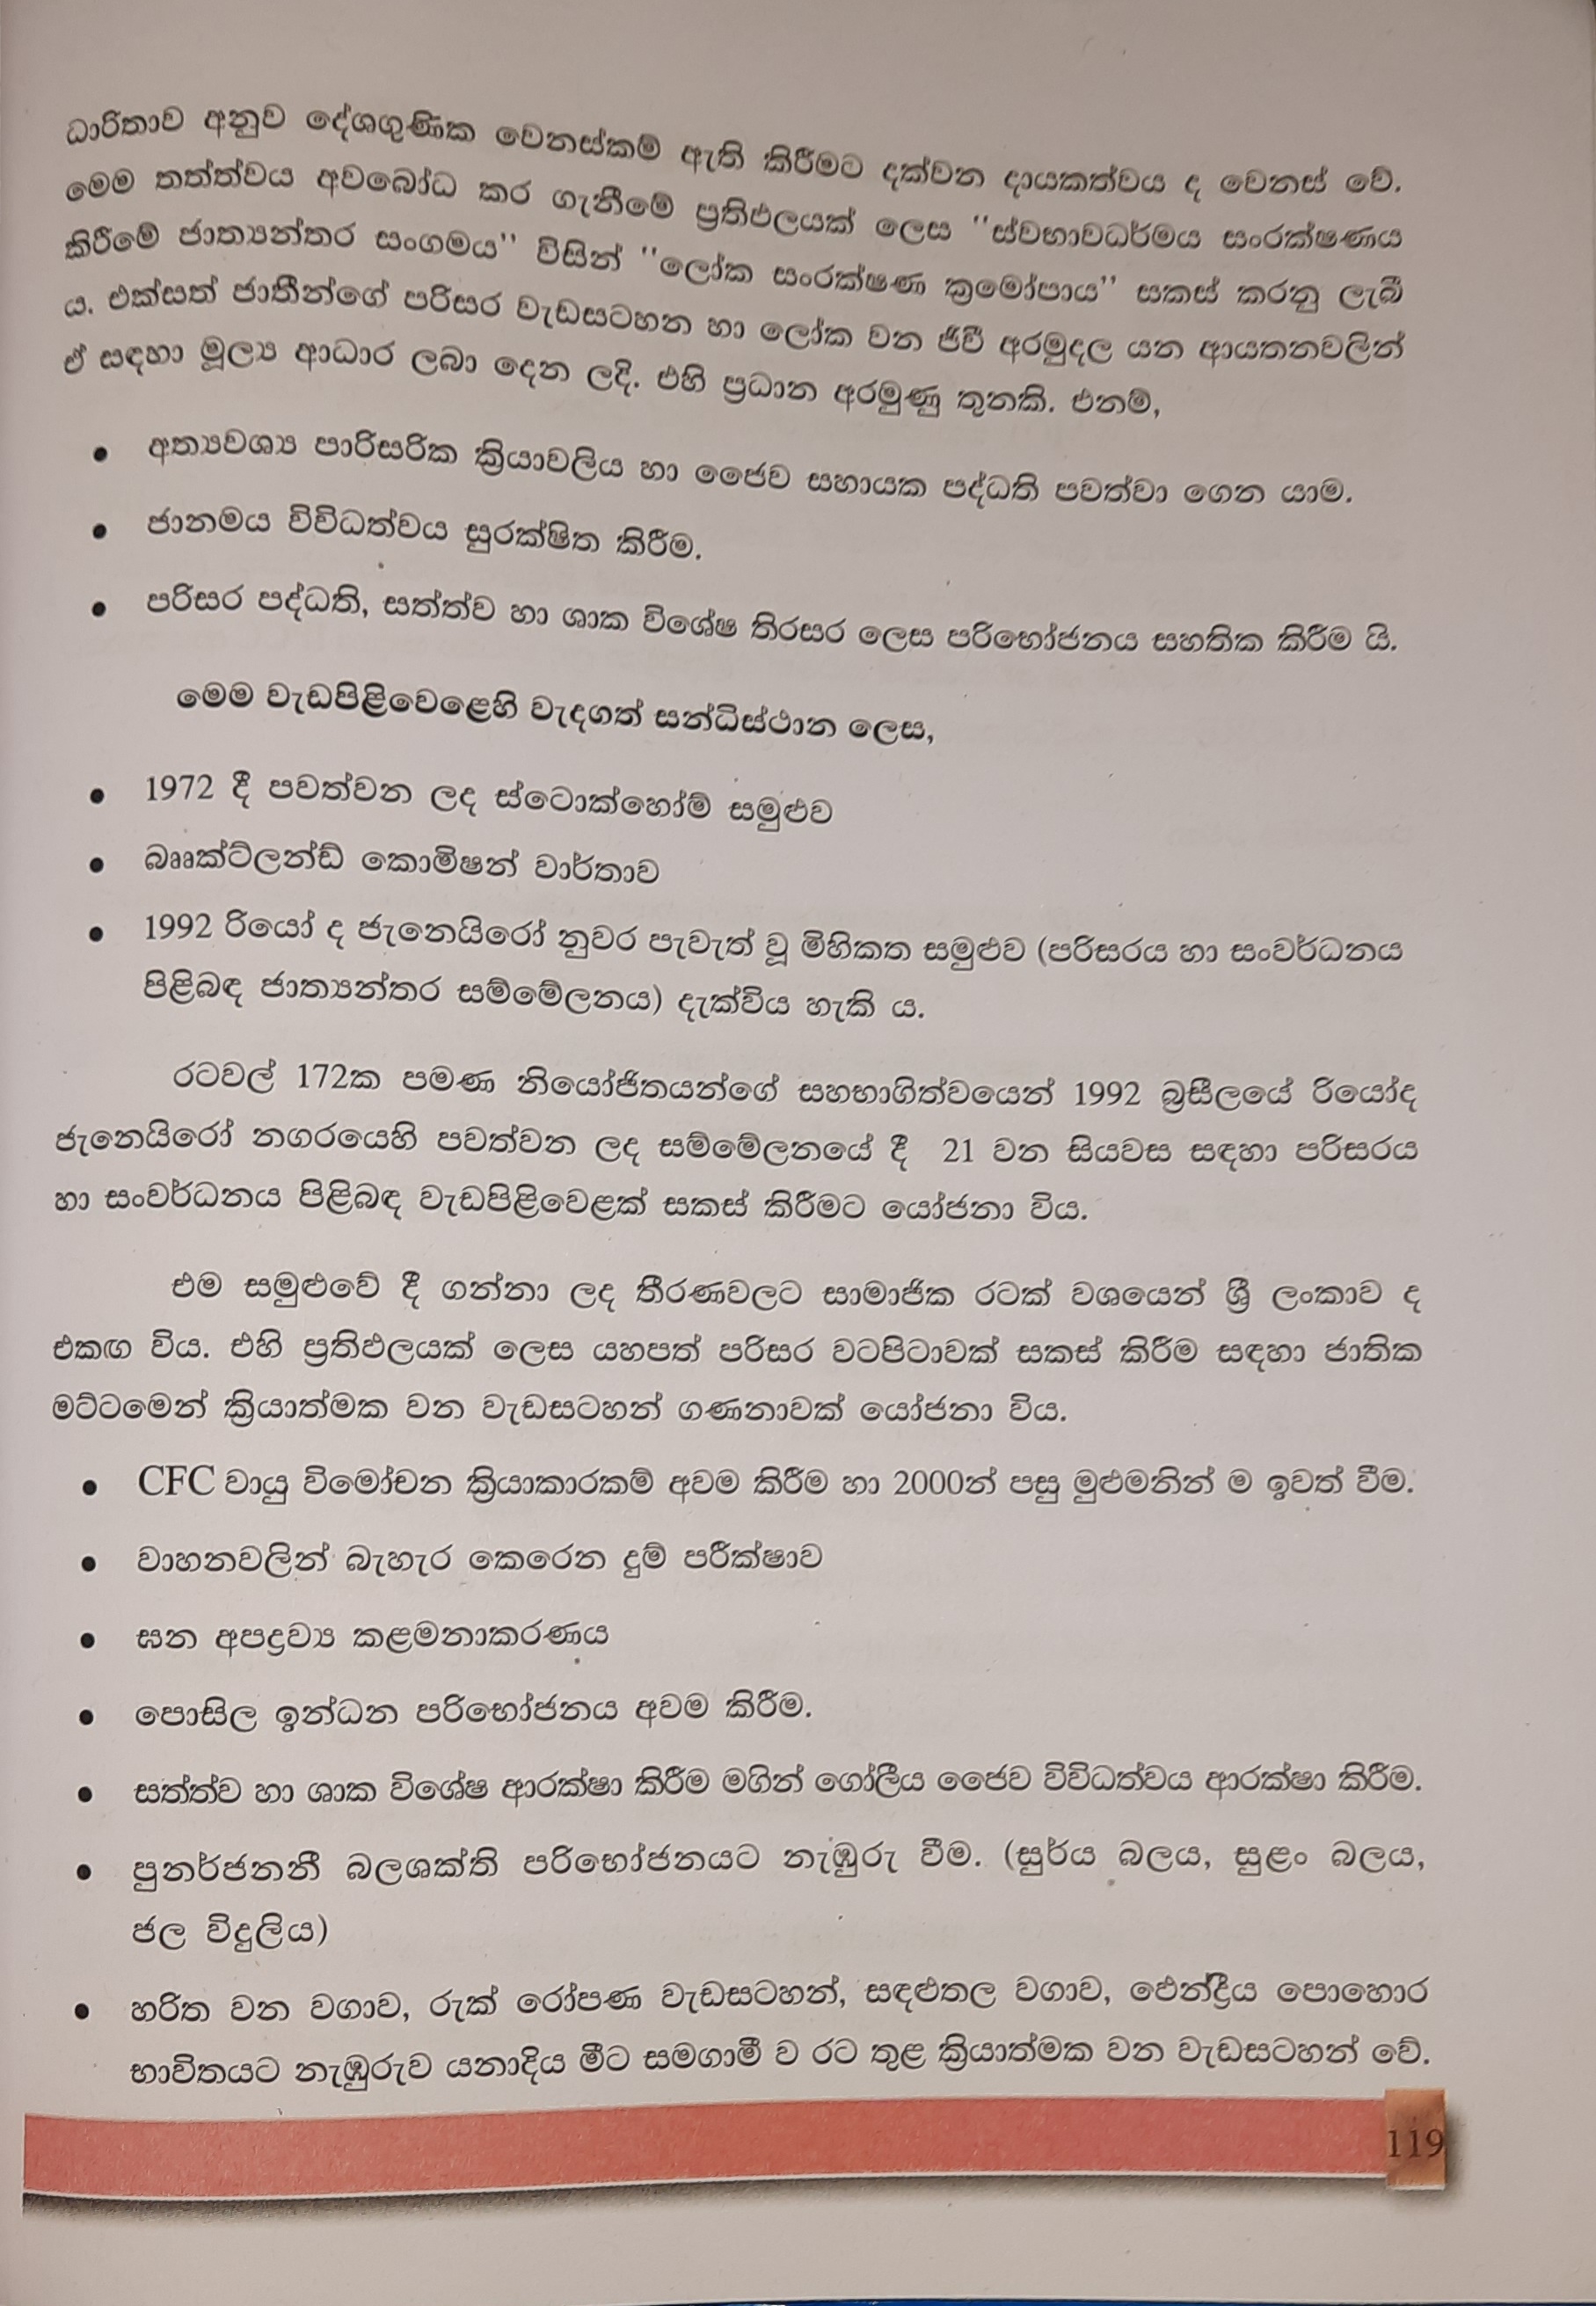 ධාරිතාව අනුව දේශගුණික වෙනස්කම් ඇති කිරීමට දක්වන දායකත්වය ද වෙනස් වේ.
මෙම තත්ත්වය අවබෝධ කර ගැනීමේ ප්‍රතිඵලයක් ලෙස "ස්වභාවධර්මය සංරක්ෂණය
කිරීමේ ජාත්‍යන්තර සංගමය" විසින් "ලෝක සංරක්ෂණ ක්‍රමෝපාය" සකස් කරනු ලැබී
ය. එක්සත් ජාතීන්ගේ පරිසර වැඩසටහන හා ලෝක වන ජීවී අරමුදල යන ආයතනවලින්
ඒ සඳහා මූල්‍ය ආධාර ලබා දෙන ලදි. එහි ප්‍රධාන අරමුණු තුනකි. එනම්,
• අත්‍යවශ්‍ය පාරිසරික ක්‍රියාවලිය හා ජෛව සහායක පද්ධති පවත්වා ගෙන යාම.
• ජානමය විවිධත්වය සුරක්ෂිත කිරීම.
• පරිසර පද්ධති, සත්ත්ව හා ශාක විශේෂ තිරසර ලෙස පරිභෝජනය සහතික කිරීම යි.
මෙම වැඩපිළිවෙළෙහි වැදගත් සන්ධිස්ථාන ලෙස,
• 1972 දී පවත්වන ලද ස්ටොක්හෝම් සමුළුව
• බෲක්ට්ලන්ඩ් කොමිෂන් වාර්තාව
• 1992 රියෝ ද ජැනෙයිරෝ නුවර පැවැත් වූ මිහිකත සමුළුව (පරිසරය හා සංවර්ධනය
පිළිබඳ ජාත්‍යන්තර සම්මේලනය) දැක්විය හැකි ය.
රටවල් 172ක පමණ නියෝජිතයන්ගේ සහභාගිත්වයෙන් 1992 බ්‍රසීලයේ රියෝද
ජැනෙයිරෝ නගරයෙහි පවත්වන ලද සම්මේලනයේ දී 21 වන සියවස සඳහා පරිසරය
හා සංවර්ධනය පිළිබඳ වැඩපිළිවෙළක් සකස් කිරීමට යෝජනා විය.
එම සමුළුවේ දී ගන්නා ලද තීරණවලට සාමාජික රටක් වශයෙන් ශ්‍රී ලංකාව ද
එකඟ විය. එහි ප්‍රතිඵලයක් ලෙස යහපත් පරිසර වටපිටාවක් සකස් කිරීම සඳහා ජාතික
මට්ටමෙන් ක්‍රියාත්මක වන වැඩසටහන් ගණනාවක් යෝජනා විය.
• CFC වායු විමෝචන ක්‍රියාකාරකම් අවම කිරීම හා 2000න් පසු මුළුමනින් ම ඉවත් වීම.
• වාහනවලින් බැහැර කෙරෙන දුම් පරීක්ෂාව
• ඝන අපද්‍රව්‍ය කළමනාකරණය
• පොසිල ඉන්ධන පරිභෝජනය අවම කිරීම.
• සත්ත්ව හා ශාක විශේෂ ආරක්ෂා කිරීම මගින් ගෝලීය ජෛව විවිධත්වය ආරක්ෂා කිරීම.
• පුනර්ජනනී බලශක්ති පරිභෝජනයට නැඹුරු වීම. (සුර්ය බලය, සුළං බලය,
ජල විදුලිය)
• හරිත වන වගාව, රුක් රෝපණ වැඩසටහන්, සඳළුතල වගාව, ඓන්ද්‍රීය පොහොර
භාවිතයට නැඹුරුව යනාදිය මීට සමගාමී ව රට තුළ ක්‍රියාත්මක වන වැඩසටහන් වේ.
119